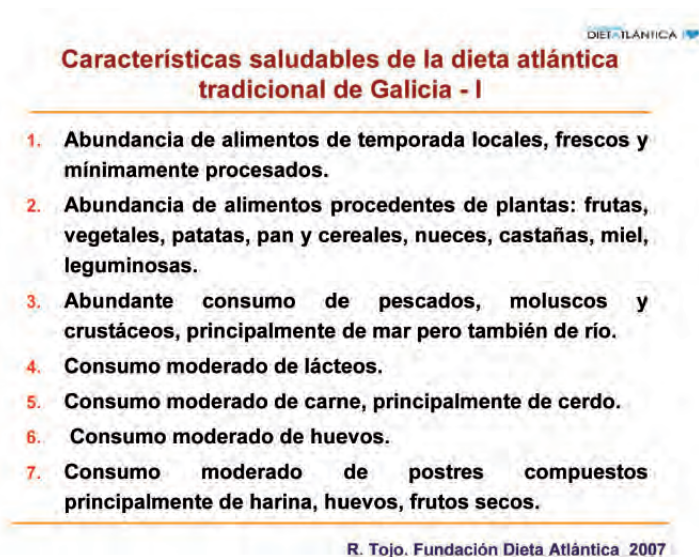 DIETATLÁNTICA
Características saludables de la dieta atlántica
tradicional de Galicia - I
1. Abundancia de alimentos de temporada locales, frescos y
mínimamente procesados.
2. Abundancia de alimentos procedentes de plantas: frutas,
vegetales, patatas, pan y cereales, nueces, castañas, miel,
leguminosas.
3. Abundante consumo de pescados, moluscos y
crustáceos, principalmente de mar pero también de río.
4. Consumo moderado de lácteos.
5. Consumo moderado de carne, principalmente de cerdo.
6. Consumo moderado de huevos.
7. Consumo moderado de postres compuestos
principalmente de harina, huevos, frutos secos.
R. Tojo. Fundación Dieta Atlántica 2007